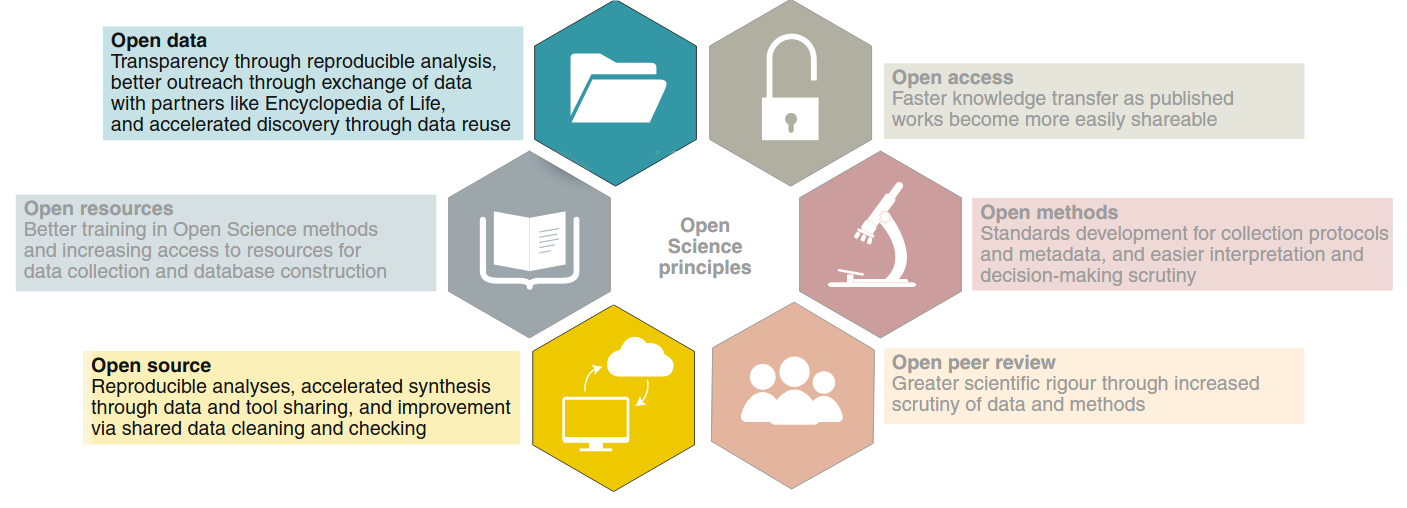 Open data
Transparency through reproducible analysis,
better outreach through exchange of data
with partners like Encyclopedia of Life,
and accelerated discovery through data reuse
Open access
Faster knowledge transfer as published
works become more easily shareable
Open resources
Better training in Open Science methods
and increasing access to resources for
data collection and database construction
Open
Science
principles
Open methods
Standards development for collection protocols
and metadata, and easier interpretation and
decision-making scrutiny
Open source
Reproducible analyses, accelerated synthesis
through data and tool sharing, and improvement
via shared data cleaning and checking
Open peer review
Greater scientific rigour through increased
scrutiny of data and methods